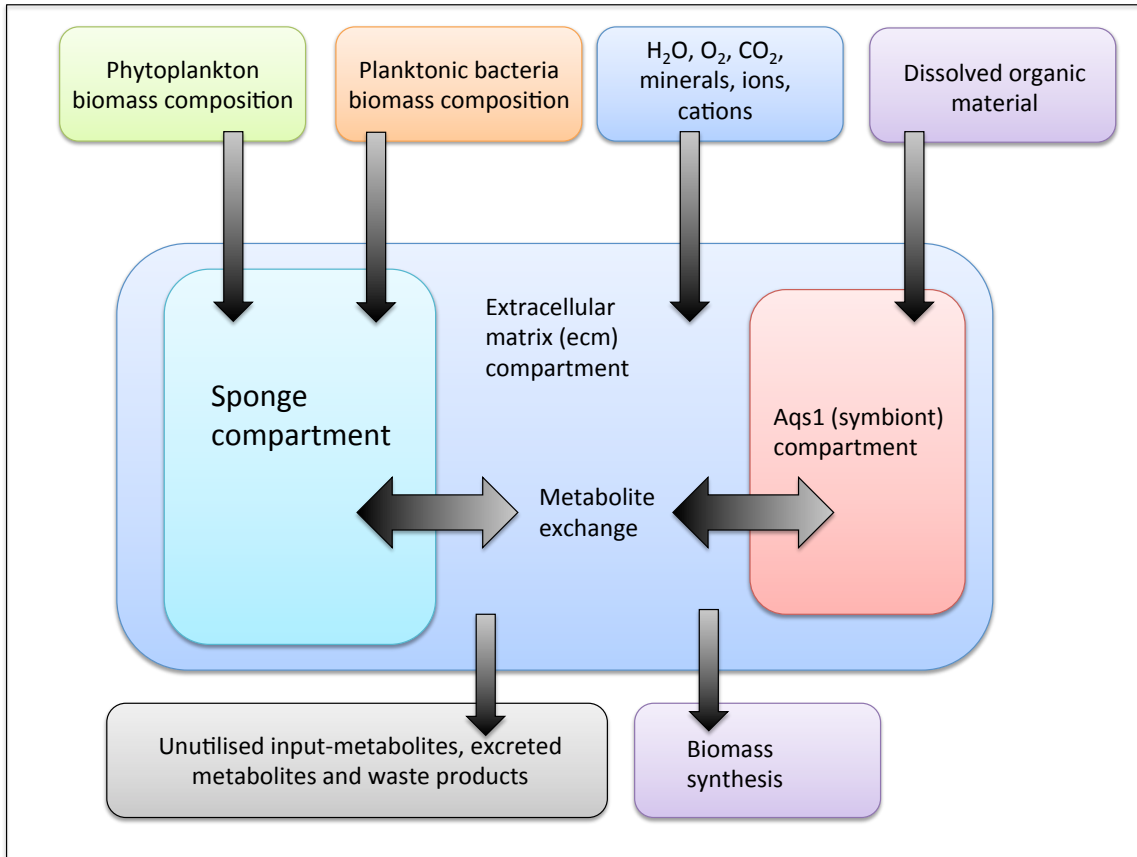 Phytoplankton
biomass composition
Planktonic bacteria
biomass composition
H₂O, O₂, CO₂,
minerals, ions,
cations
Dissolved organic
material
Extracellular
matrix (ecm)
compartment
Sponge
compartment
Aqs1 (symbiont)
compartment
Metabolite
exchange
Unutilised input-metabolites, excreted
metabolites and waste products
Biomass
synthesis